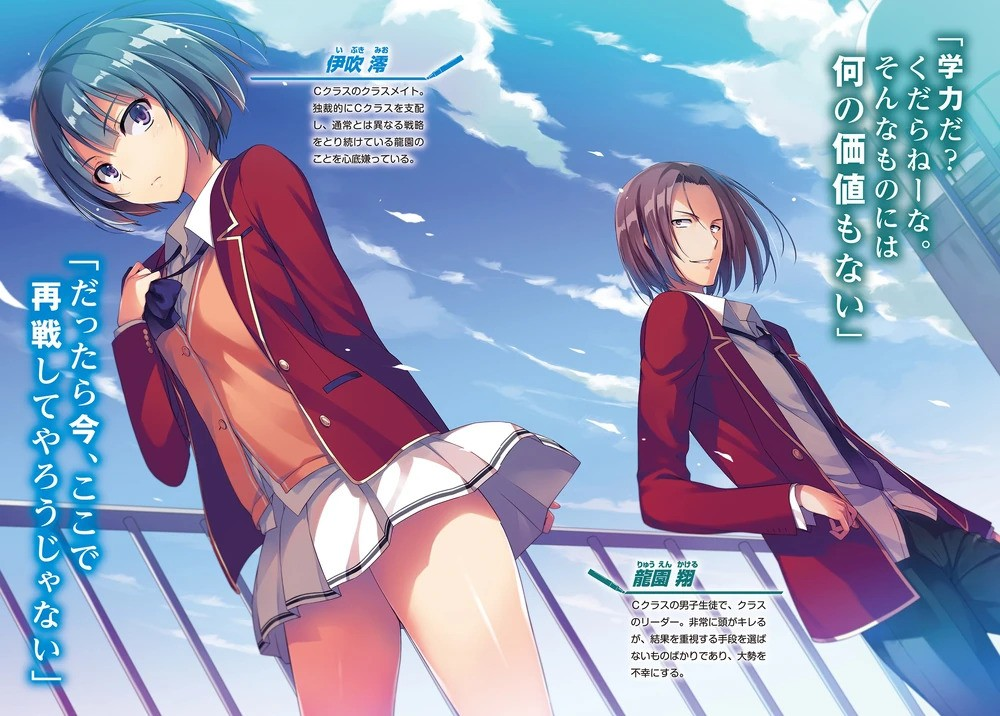 「学力だ？
くだらねーな。
そんなものには
何の価値もない」
いぶき みお
伊吹 澪
Cクラスのクラスメイト。
独裁的にCクラスを支配
し、通常とは異なる戦略
をとり続けている龍園の
ことを心底嫌っている。
「だったら今、ここで
再戦してやろうじゃない」
りゅうえん かける
龍園 翔
Cクラスの男子生徒で、クラス
のリーダー。非常に頭がキレる
が、結果を重視する手段を選ば
ないものばかりであり、大勢を
不幸にする。